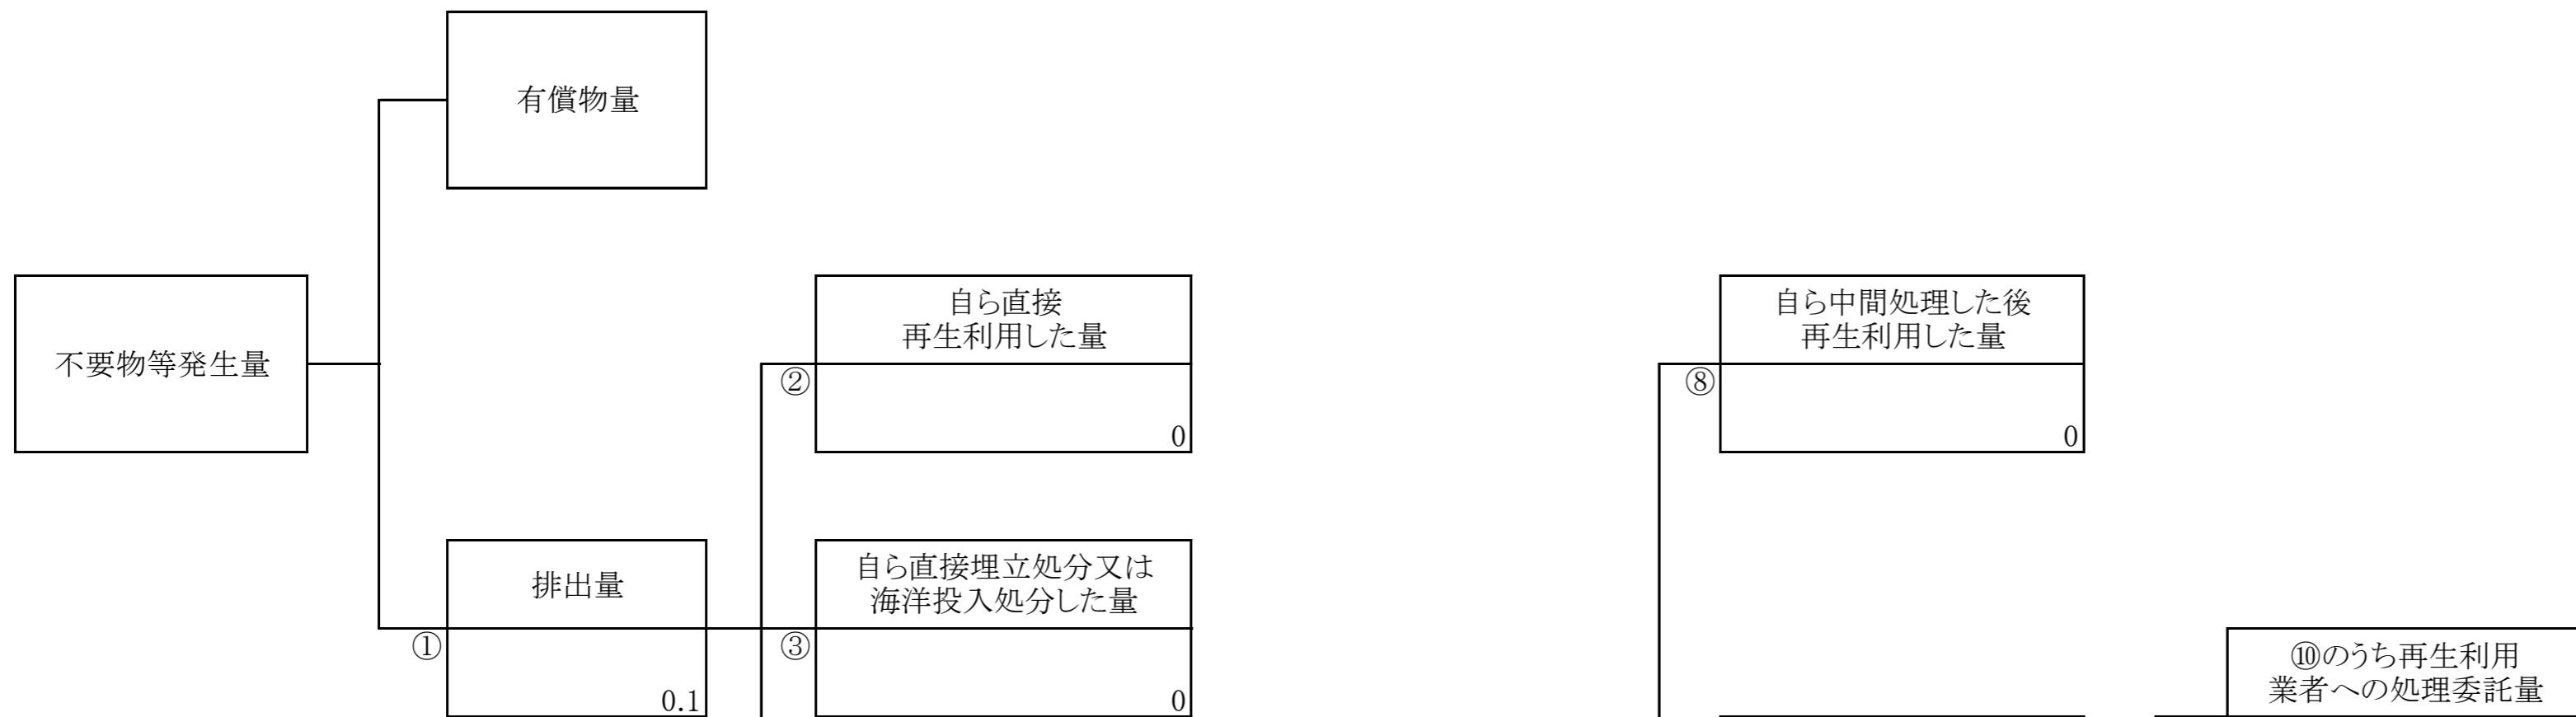 有償物量
不要物等発生量
自ら直接
再生利用した量
②
0
自ら中間処理した後
再生利用した量
⑧
0
排出量
①
0.1
自ら直接埋立処分又は
海洋投入処分した量
③
0
⑩のうち再生利用
業者への処理委託量